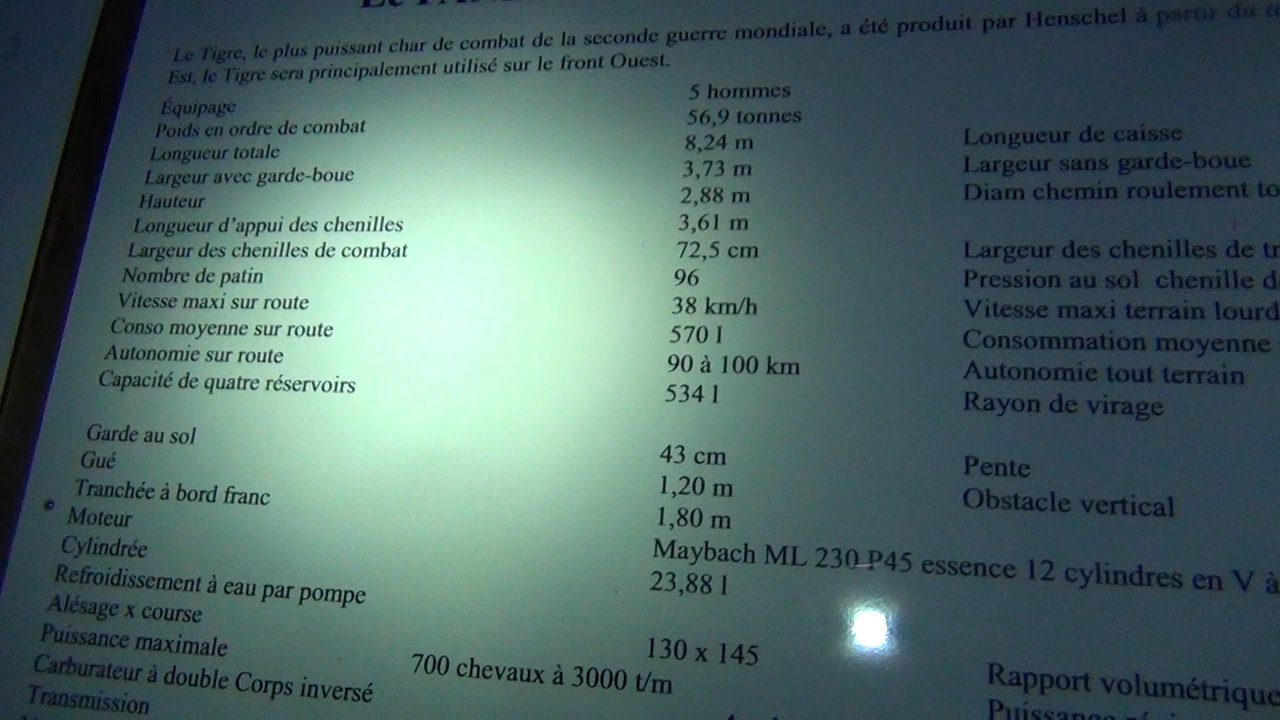 Le Tigre, le plus puissant char de combat de la seconde guerre mondiale, a été produit par Henschel à partir du
Est, le Tigre sera principalement utilisé sur le front Ouest.
Équipage 5 hommes
Poids en ordre de combat 56,9 tonnes
Longueur totale 8,24 m Longueur de caisse
Largeur avec garde-boue 3,73 m Largeur sans garde-boue
Hauteur 2,88 m Diam chemin roulement
Longueur d'appui des chenilles 3,61 m
Largeur des chenilles de combat 72,5 cm Largeur des chenilles de
Nombre de patin 96 Pression au sol chenille
Vitesse maxi sur route 38 km/h Vitesse maxi terrain lourd
Conso moyenne sur route 570 l Consommation moyenne
Autonomie sur route 90 à 100 km Autonomie tout terrain
Capacité de quatre réservoirs 534 l Rayon de virage
Garde au sol 43 cm Pente
Gué 1,20 m Obstacle vertical
Tranchée à bord franc 1,80 m
Moteur Maybach ML 230 P45 essence 12 cylindres en V à
Cylindrée 23,88 l
Refroidissement à eau par pompe
Alésage x course 130 x 145
Puissance maximale 700 chevaux à 3000 t/m Rapport volumétrique
Carburateur à double Corps inversé
Transmission